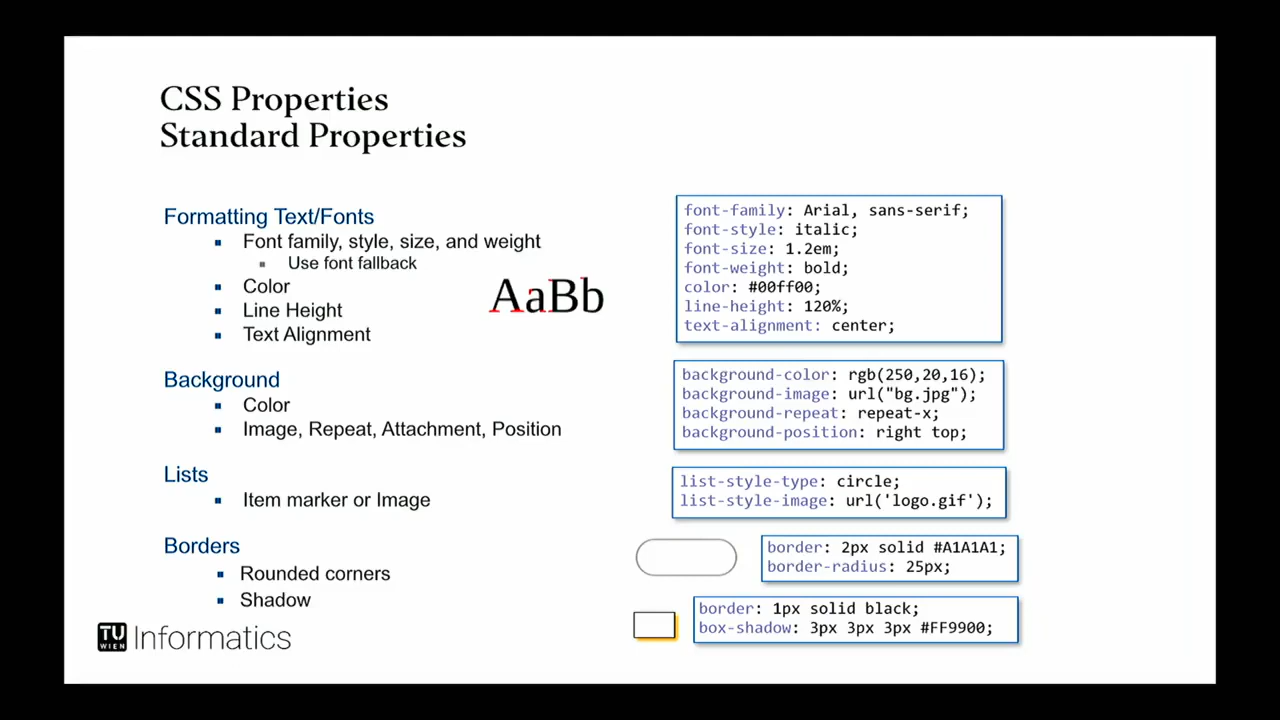 CSS Properties
Standard Properties
Formatting Text/Fonts
Font family, style, size, and weight
Use font fallback
Color
Line Height
Text Alignment
AaBb
font-family: Arial, sans-serif;
font-style: italic;
font-size: 1.2em;
font-weight: bold;
color: #00ff00;
line-height: 120%;
text-alignment: center;
Background
Color
Image, Repeat, Attachment, Position
background-color: rgb(250,20,16);
background-image: url("bg.jpg");
background-repeat: repeat-x;
background-position: right top;
Lists
Item marker or Image
list-style-type: circle;
list-style-image: url('logo.gif');
Borders
Rounded corners
Shadow
border: 2px solid #A1A1A1;
border-radius: 25px;
border: 1px solid black;
box-shadow: 3px 3px 3px #FF9900;
TU
WIEN
Informatics